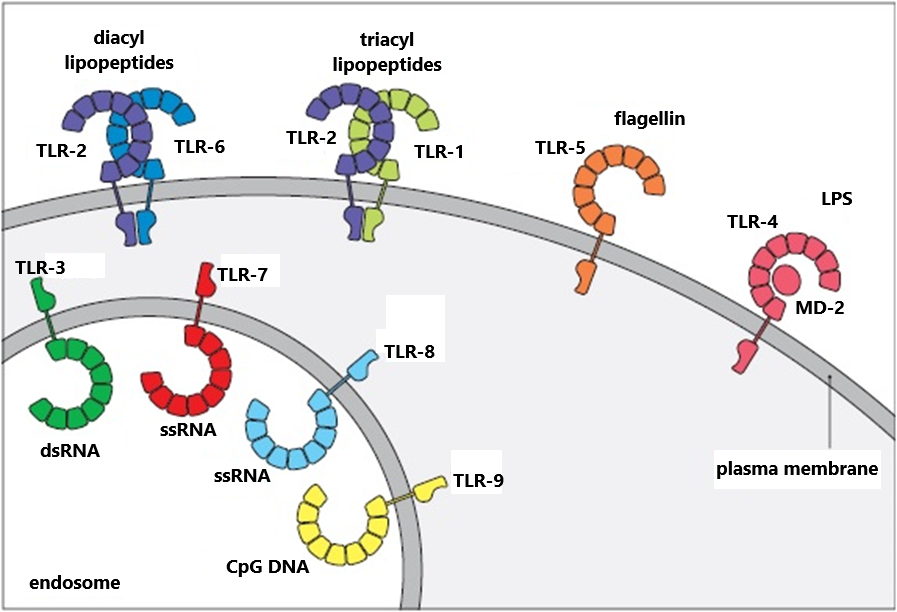 diacyl
lipopeptides
triacyl
lipopeptides
flagellin
TLR-2
TLR-6
TLR-2
TLR-1
TLR-5
LPS
TLR-4
MD-2
TLR-3
TLR-7
TLR-8
dsRNA
ssRNA
ssRNA
plasma membrane
TLR-9
CpG DNA
endosome